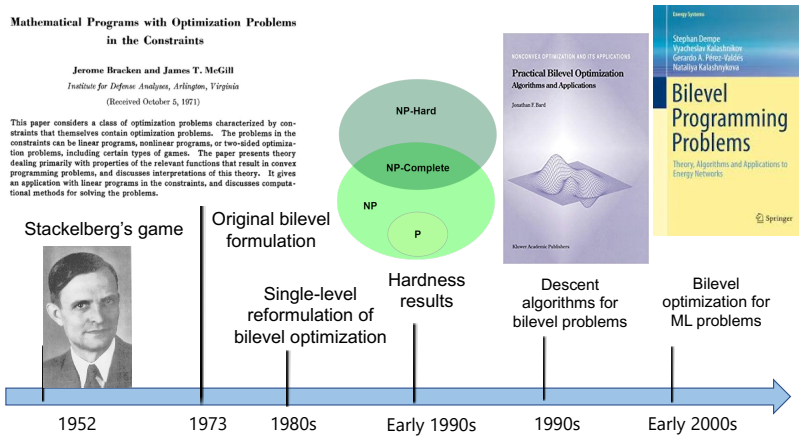 Mathematical Programs with Optimization Problems
in the Constraints
Jerome Bracken and James T. McGill
Institute for Defense Analyses, Arlington, Virginia
(Received October 5, 1971)
This paper considers a class of optimization problems characterized by con-
straints that themselves contain optimization problems. The problems in the
constraints can be linear programs, nonlinear programs, or two-sided optimiza-
tion problems, including certain types of games. The paper presents theory
dealing primarily with properties of the relevant functions that result in convex
programming problems, and discusses interpretations of this theory. It gives
an application with linear programs in the constraints, and discusses computa-
tional methods for solving the problems.
NP-Hard
NP-Complete
NP
P
NONCONVEX OPTIMIZATION AND ITS APPLICATIONS
Practical Bilevel Optimization
Algorithms and Applications
Jonathan F. Bard
Kluwer Academic Publishers
Energy Systems
Stephan Dempe
Vyacheslav Kalashnikov
Gerardo A. Pérez-Valdés
Nataliya Kalashnykova
Bilevel
Programming
Problems
Theory, Algorithms and Applications to
Energy Networks
Springer
Stackelberg's game
Original bilevel
formulation
Single-level
reformulation of
bilevel optimization
Hardness
results
Descent
algorithms for
bilevel problems
Bilevel
optimization for
ML problems
1952
1973
1980s
Early 1990s
1990s
Early 2000s